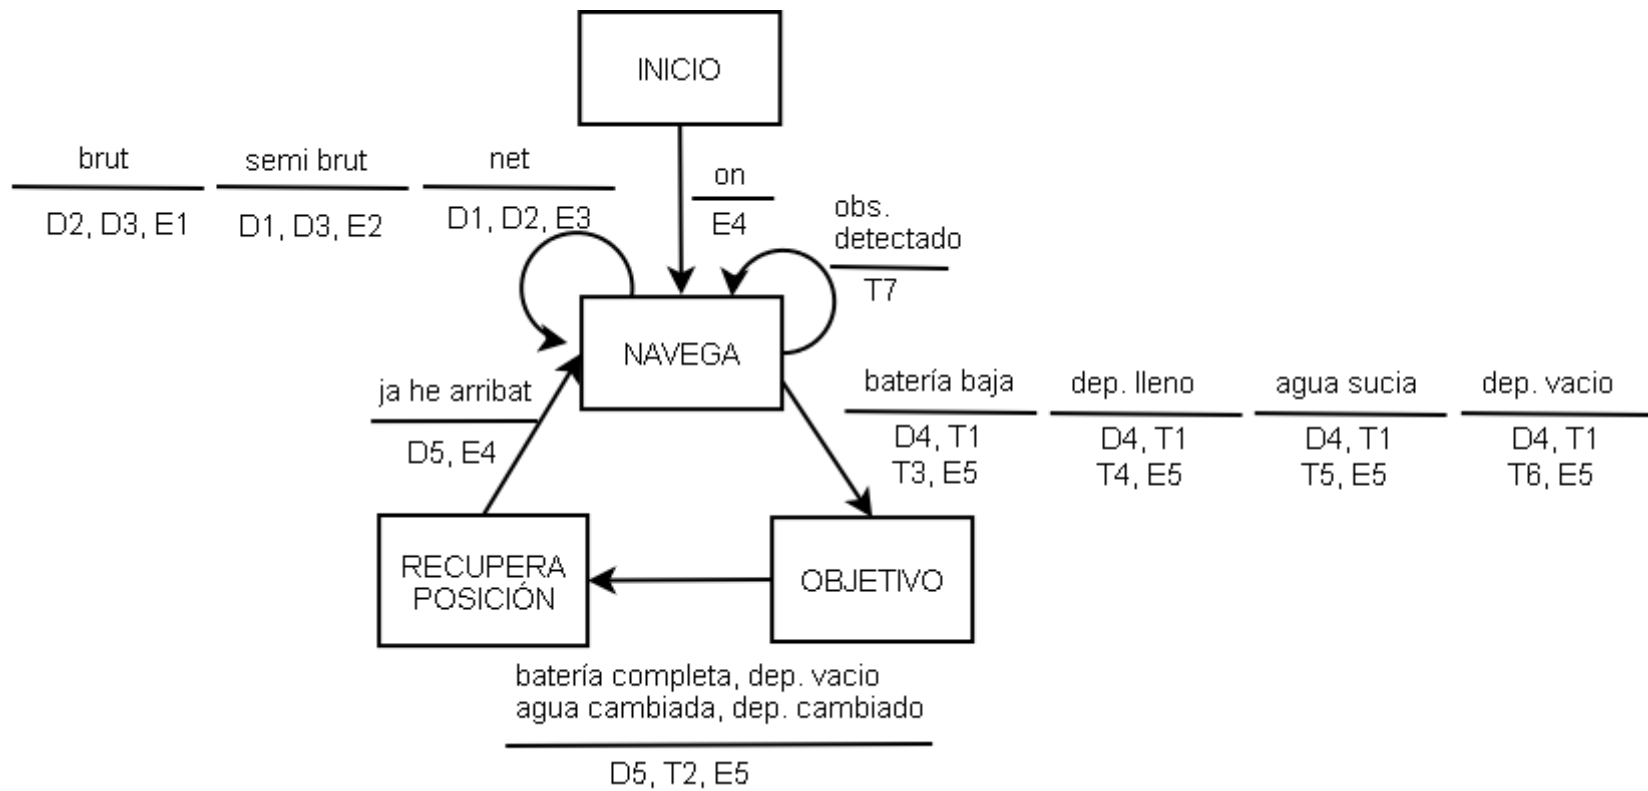 INICIO
brut
semi brut
net
on
D2, D3, E1
D1, D3, E2
D1, D2, E3
E4
obs.
detectado
T7
NAVEGA
ja he arribat
D5, E4
batería baja
dep. lleno
agua sucia
dep. vacio
D4, T1
T3, E5
D4, T1
T4, E5
D4, T1
T5, E5
D4, T1
T6, E5
RECUPERA
POSICIÓN
OBJETIVO
batería completa, dep. vacio
agua cambiada, dep. cambiado
D5, T2, E5